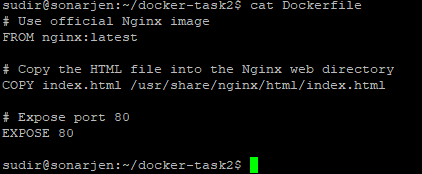 sudir@sonarjen:~/docker-task2$ cat Dockerfile
# Use official Nginx image
FROM nginx:latest
# Copy the HTML file into the Nginx web directory
COPY index.html /usr/share/nginx/html/index.html
# Expose port 80
EXPOSE 80
sudir@sonarjen:~/docker-task2$